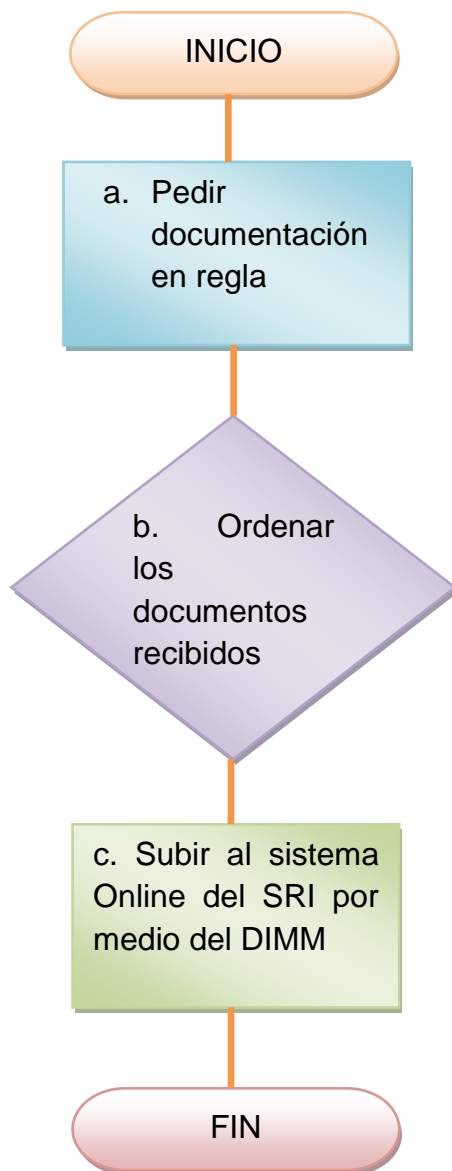 INICIO
a. Pedir
documentación
en regla
b. Ordenar
los
documentos
recibidos
c. Subir al sistema
Online del SRI por
medio del DIMM
FIN